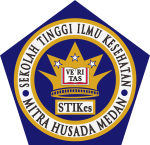 SEKOLAH TINGGI ILMU KESEHATAN
VE RI
TAS
STIKes
MITRA HUSADA MEDAN